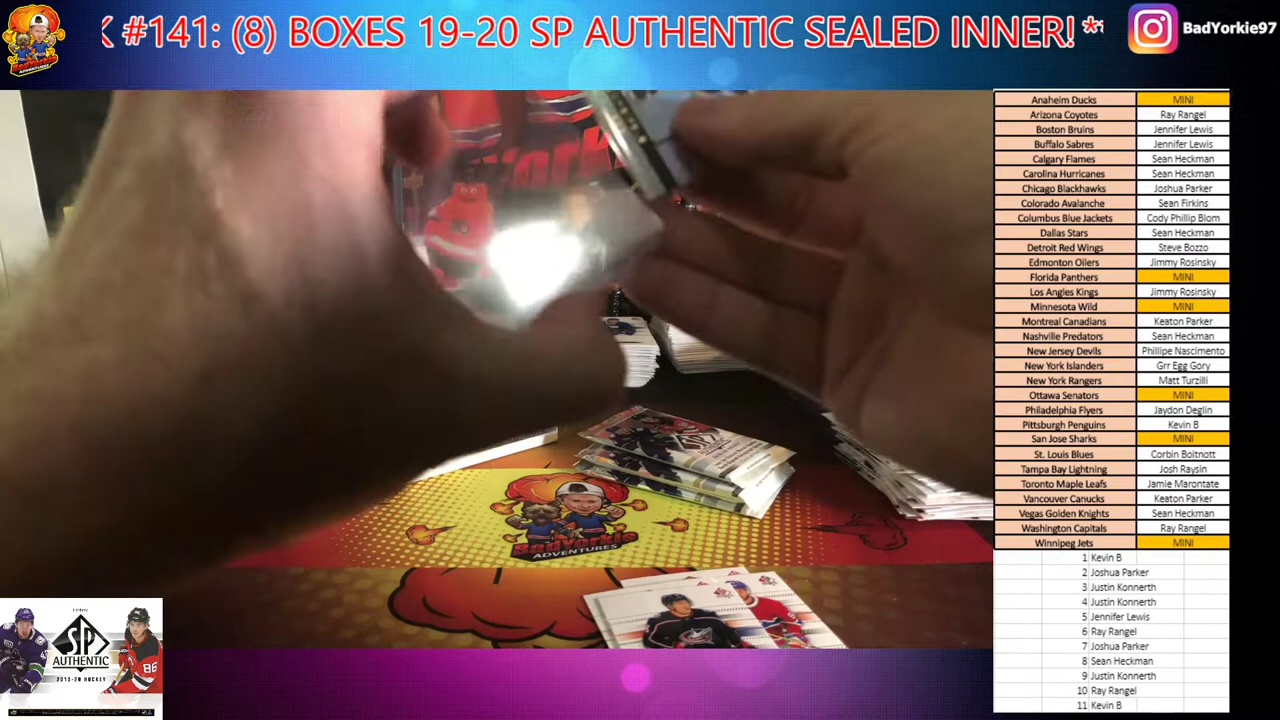 K #141: (8) BOXES 19-20 SP AUTHENTIC SEALED INNER! **
BadYorkie97
Anaheim Ducks MINI
Arizona Coyotes Ray Rangel
Boston Bruins Jennifer Lewis
Buffalo Sabres Jennifer Lewis
Calgary Flames Sean Heckman
Carolina Hurricanes Sean Heckman
Chicago Blackhawks Joshua Parker
Colorado Avalanche Sean Firkins
Columbus Blue Jackets Cody Phillip Blom
Dallas Stars Sean Heckman
Detroit Red Wings Steve Bozzo
Edmonton Oilers Jimmy Rosinsky
Florida Panthers MINI
Los Angles Kings Jimmy Rosinsky
Minnesota Wild MINI
Montreal Canadians Keaton Parker
Nashville Predators Sean Heckman
New Jersey Devils Phillipe Nascimento
New York Islanders Grr Egg Gory
New York Rangers Matt Turzilli
Ottawa Senators MINI
Philadelphia Flyers Jaydon Deglin
Pittsburgh Penguins Kevin B
San Jose Sharks MINI
St. Louis Blues Corbin Boitnott
Tampa Bay Lightning Josh Raysin
Toronto Maple Leafs Jamie Marontate
Vancouver Canucks Keaton Parker
Vegas Golden Knights Sean Heckman
Washington Capitals Ray Rangel
Winnipeg Jets MINI
1 Kevin B
2 Joshua Parker
3 Justin Konnerth
4 Justin Konnerth
5 Jennifer Lewis
6 Ray Rangel
7 Joshua Parker
8 Sean Heckman
9 Justin Konnerth
10 Ray Rangel
11 Kevin B
BadYorkie
ADVENTURES
SP
AUTHENTIC
2019-20 HOCKEY
86